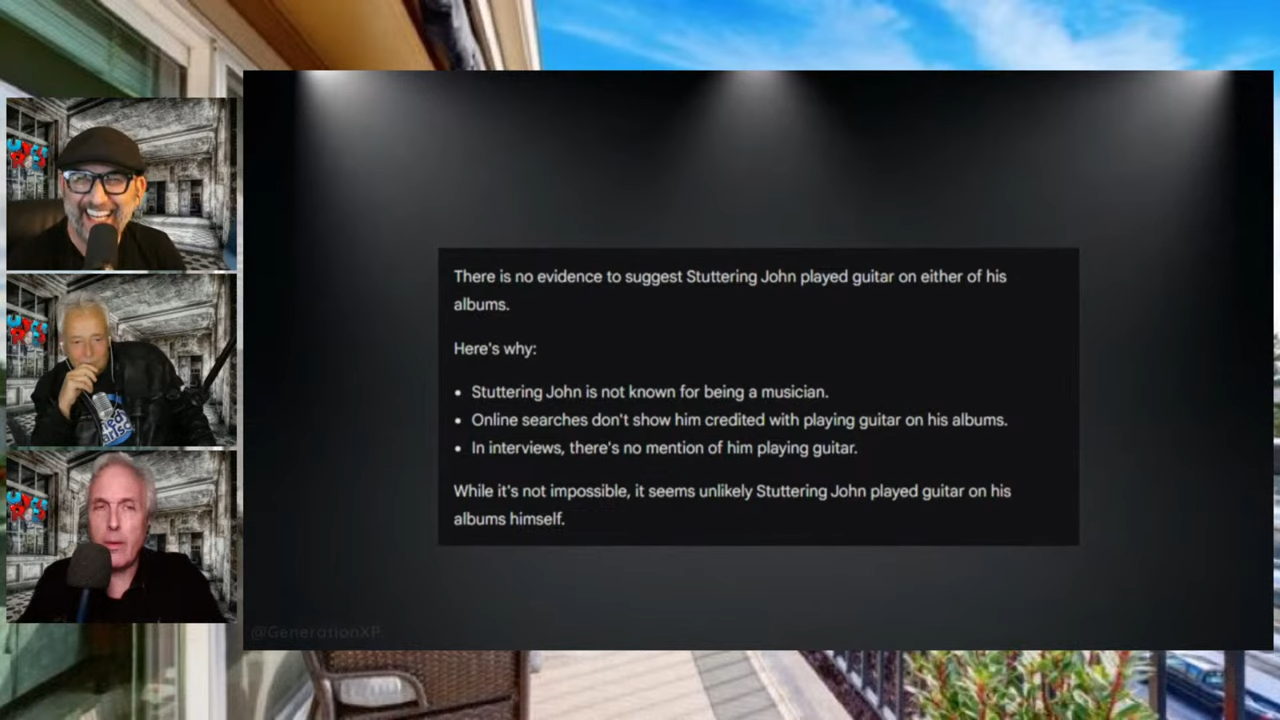 There is no evidence to suggest Stuttering John played guitar on either of his
albums.
Here's why:
• Stuttering John is not known for being a musician.
• Online searches don't show him credited with playing guitar on his albums.
• In interviews, there's no mention of him playing guitar.
While it's not impossible, it seems unlikely Stuttering John played guitar on his
albums himself.
@GenerationXP